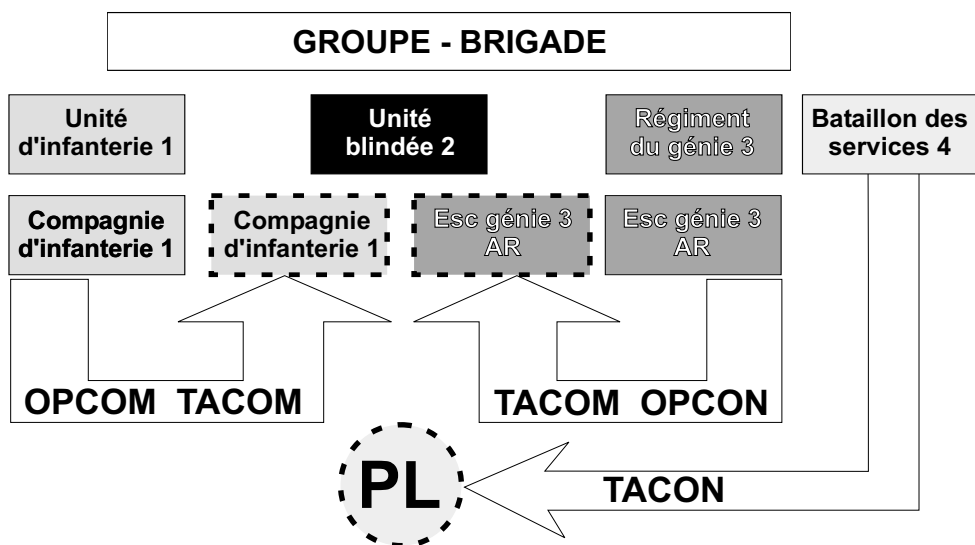 GROUPE - BRIGADE
Unité
d'infanterie 1
Unité
blindée 2
Régiment
du génie 3
Bataillon des
services 4
Compagnie
d'infanterie 1
Compagnie
d'infanterie 1
Esc génie 3
AR
Esc génie 3
AR
OPCOM TACOM
TACOM OPCON
PL
TACON